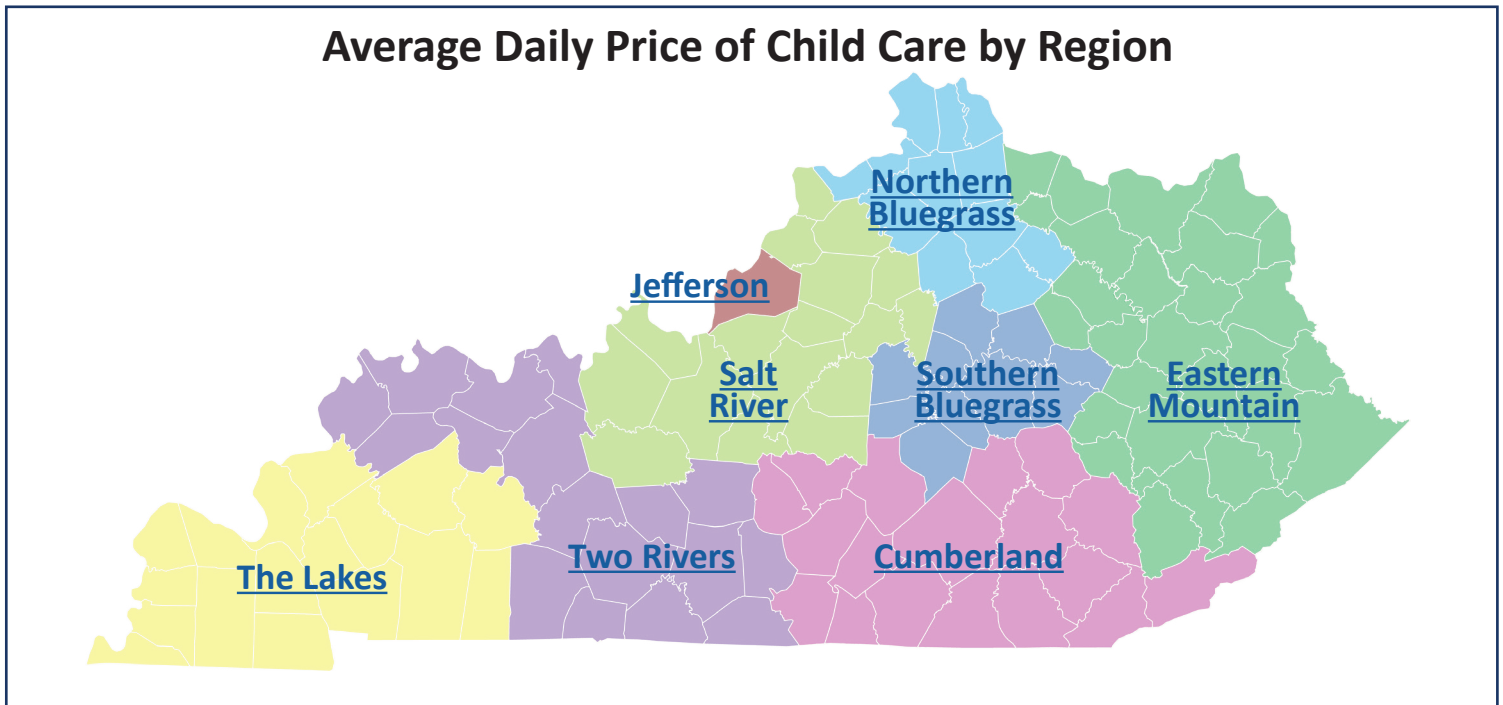 Average Daily Price of Child Care by Region
Northern
Bluegrass
Jefferson
Salt
River
Southern
Bluegrass
Eastern
Mountain
The Lakes
Two Rivers
Cumberland